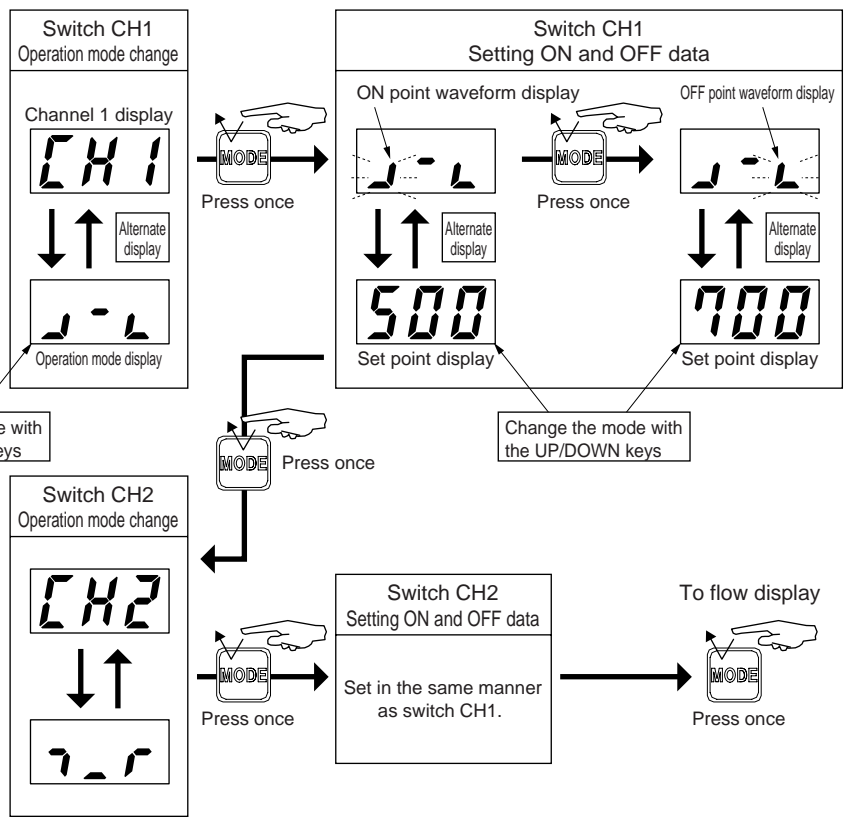 Switch CH1
Operation mode change
Channel 1 display
CH1
Alternate
display
Operation mode display
MODE
Press once
Switch CH1
Setting ON and OFF data
ON point waveform display
OFF point waveform display
MODE
Press once
Alternate
display
Alternate
display
500
700
Set point display
Set point display
e with
eys
Change the mode with
the UP/DOWN keys
MODE
Press once
Switch CH2
Operation mode change
CH2
MODE
Press once
Switch CH2
Setting ON and OFF data
Set in the same manner
as switch CH1.
To flow display
MODE
Press once